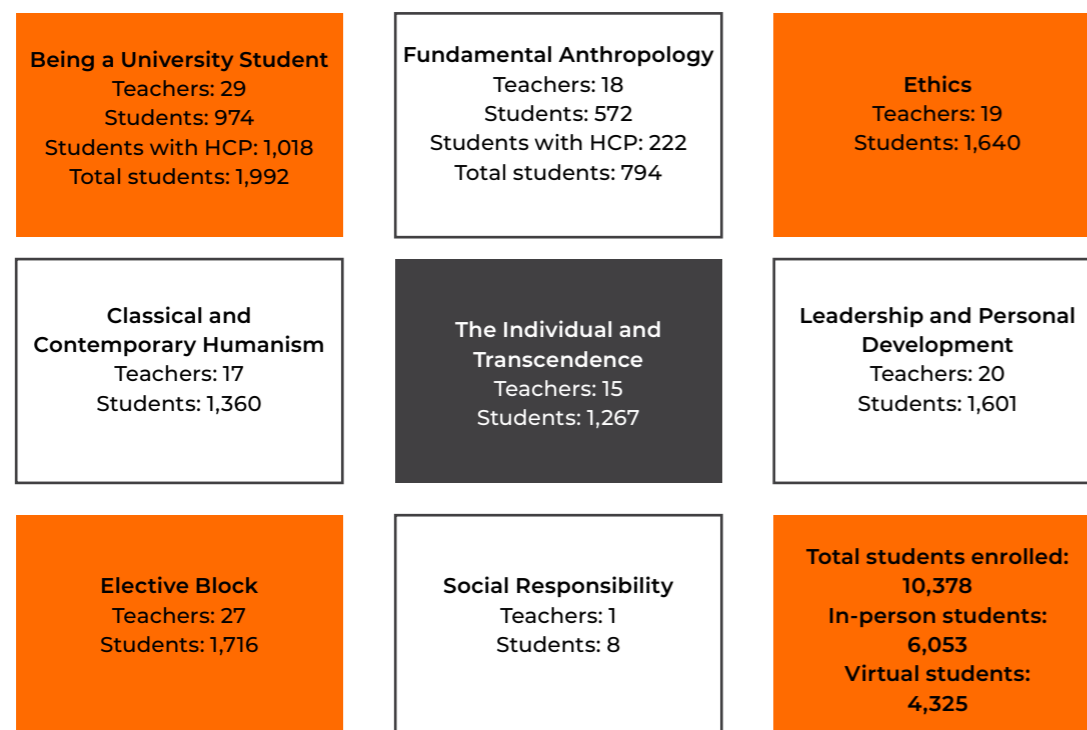 Being a University Student
Teachers: 29
Students: 974
Students with HCP: 1,018
Total students: 1,992
Fundamental Anthropology
Teachers: 18
Students: 572
Students with HCP: 222
Total students: 794
Ethics
Teachers: 19
Students: 1,640
Classical and
Contemporary Humanism
Teachers: 17
Students: 1,360
The Individual and
Transcendence
Teachers: 15
Students: 1,267
Leadership and Personal
Development
Teachers: 20
Students: 1,601
Elective Block
Teachers: 27
Students: 1,716
Social Responsibility
Teachers: 1
Students: 8
Total students enrolled:
10,378
In-person students:
6,053
Virtual students:
4,325